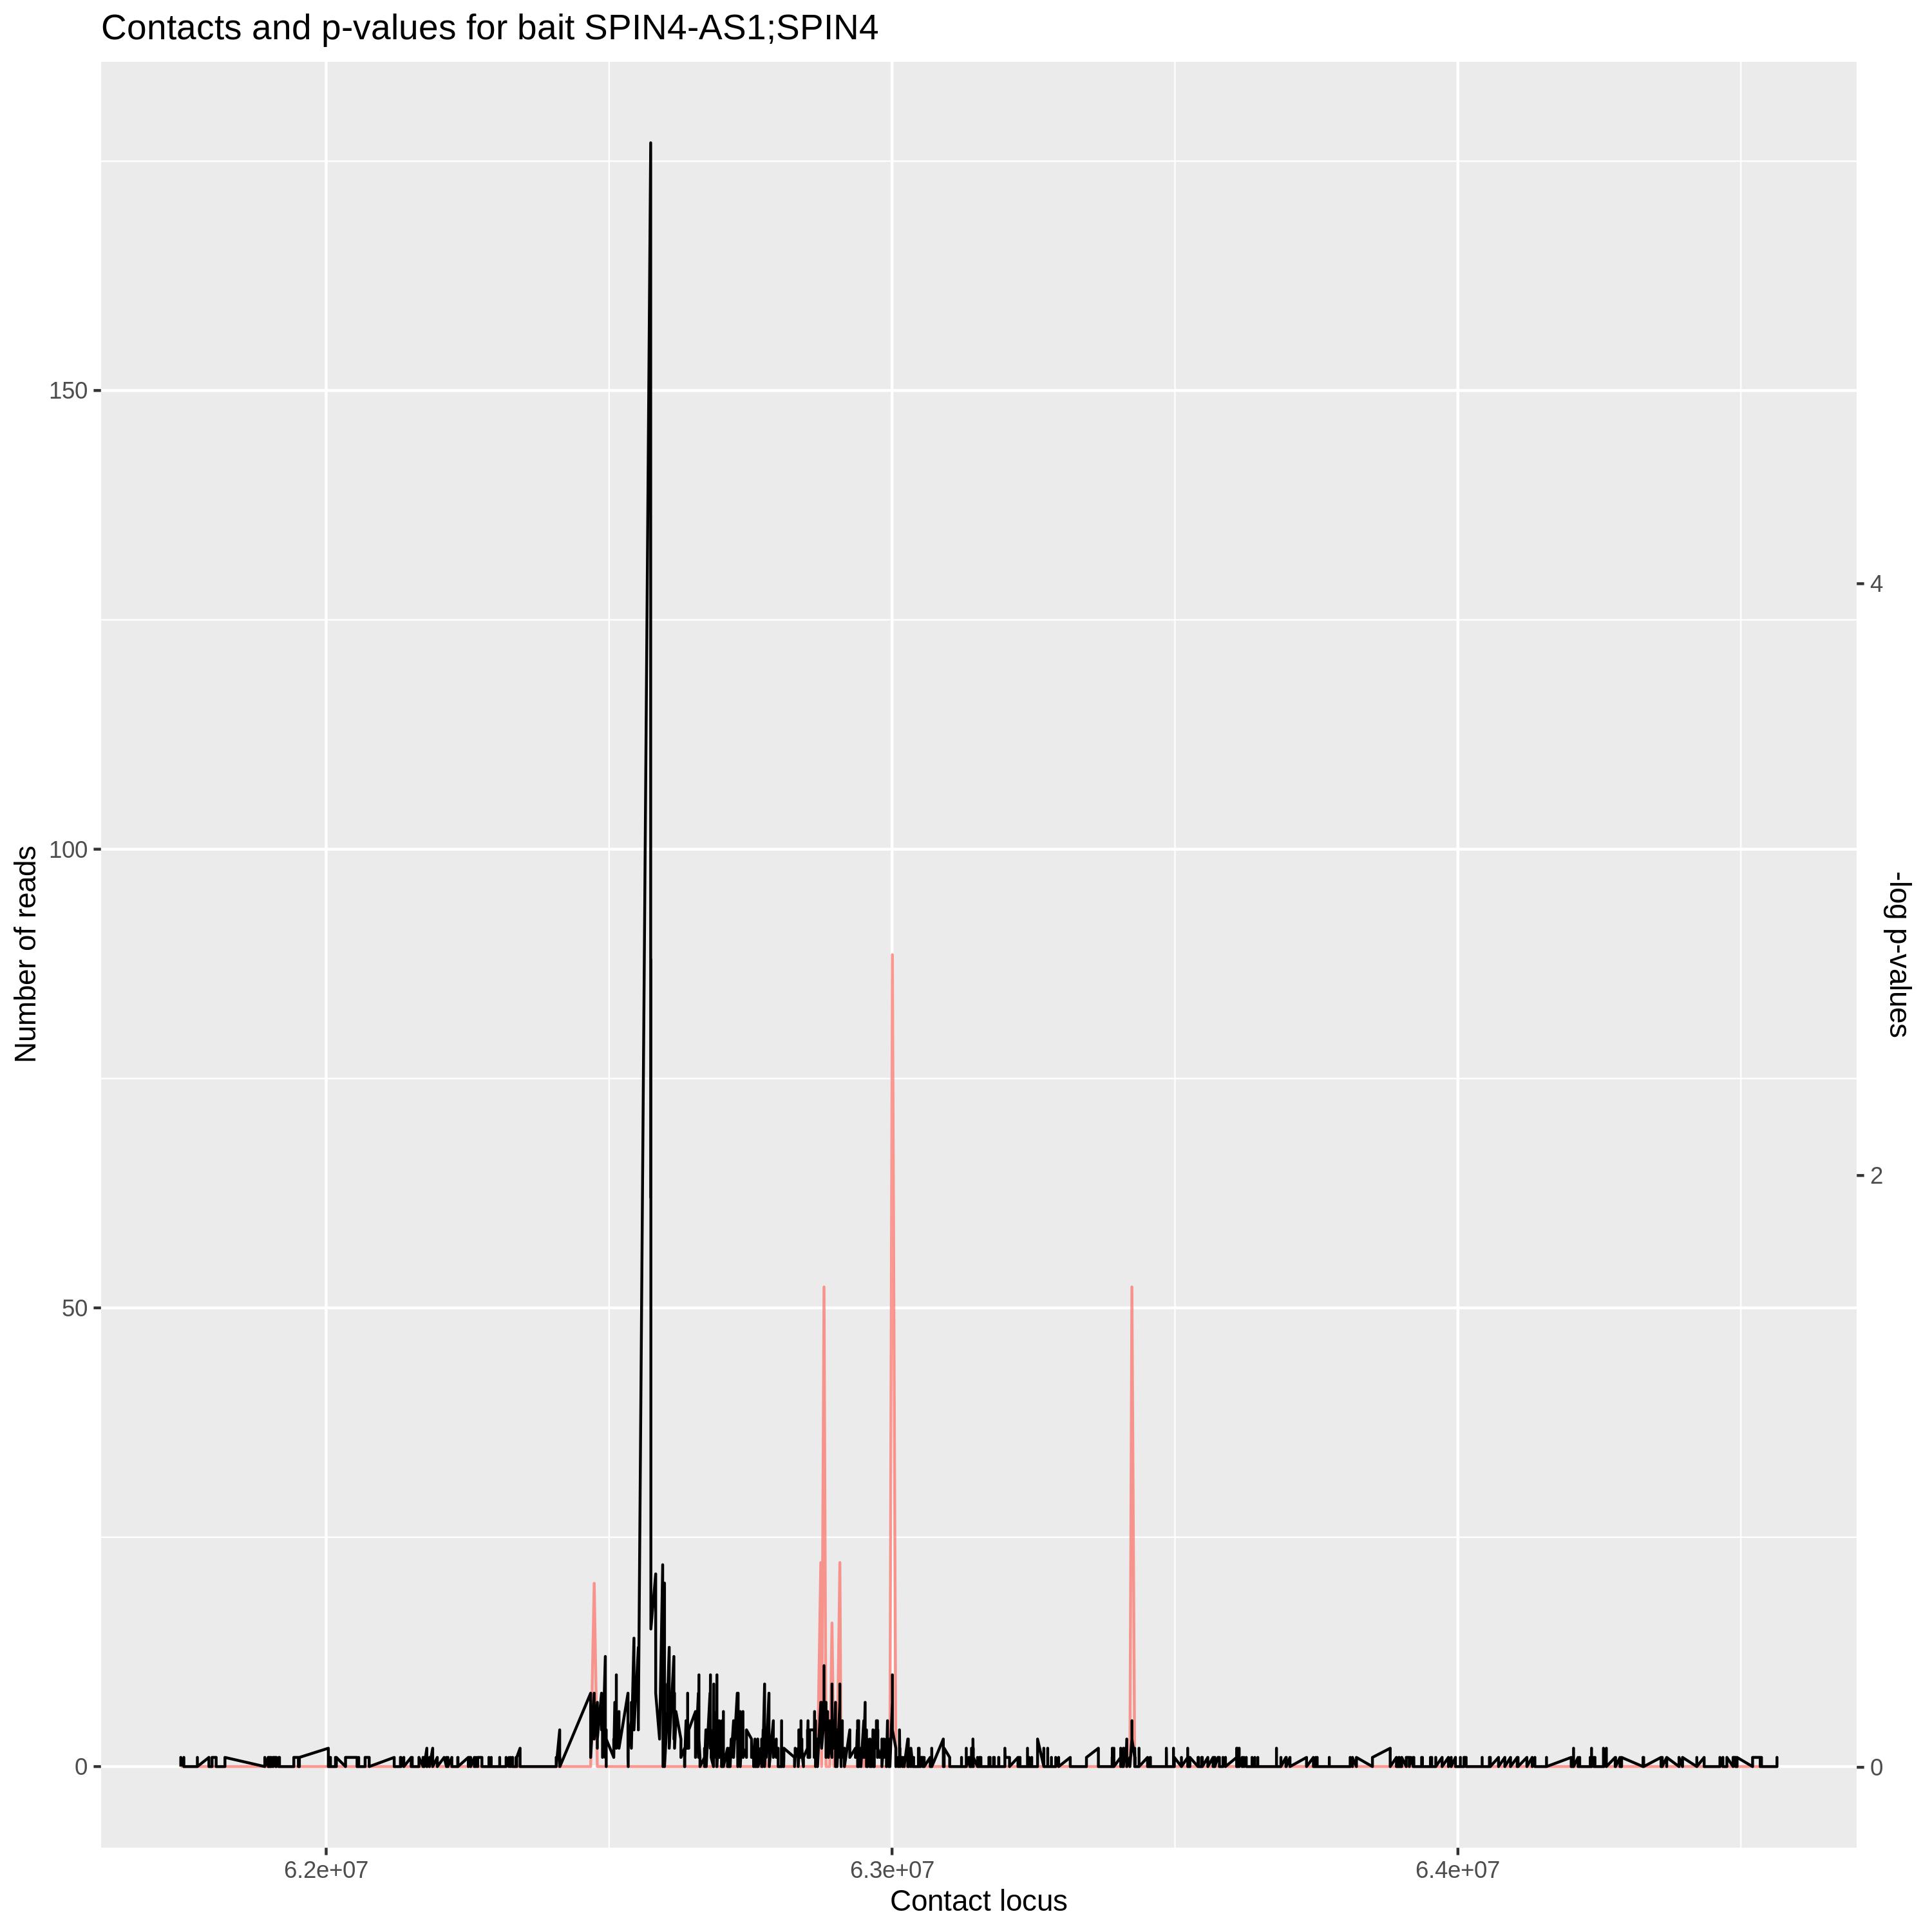 Contacts and p-values for bait SPIN4-AS1;SPIN4
150
100
50
0
Number of reads
4
2
0
-log p-values
6.2e+07 6.3e+07 6.4e+07
Contact locus